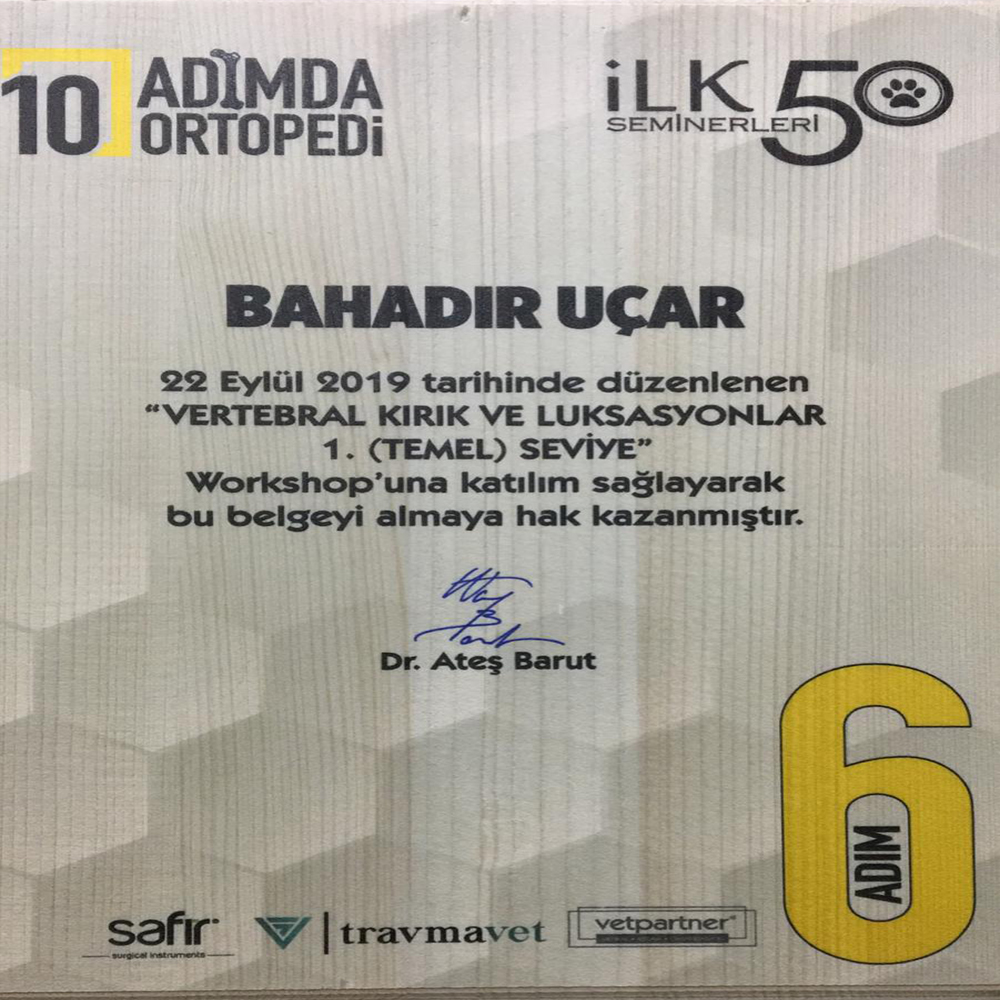 10 ADIMDA
ORTOPEDİ
İLK 50
SEMİNERLERİ
BAHADIR UÇAR
22 Eylül 2019 tarihinde düzenlenen
“VERTEBRAL KIRIK VE LUKSASYONLAR
1. (TEMEL) SEVİYE”
Workshop'una katılım sağlayarak
bu belgeyi almaya hak kazanmıştır.
Dr. Ateş Barut
6
ADIM
safır
surgical instruments
travmavet
vetpartner